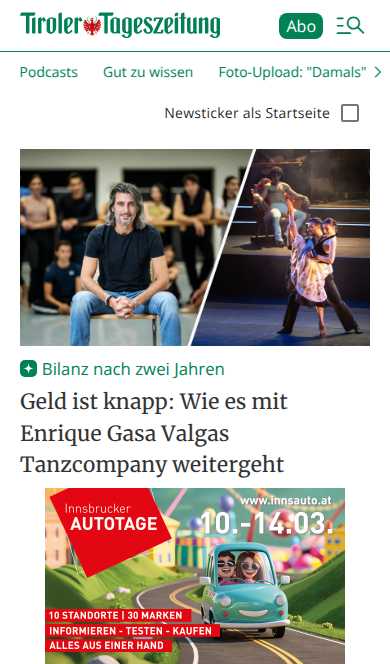 Tiroler Tageszeitung
Abo
Podcasts Gut zu wissen Foto-Upload: "Damals"
Newsticker als Startseite
Bilanz nach zwei Jahren
Geld ist knapp: Wie es mit
Enrique Gasa Valgas
Tanzcompany weitergeht
www.innsauto.at
Innsbrucker
AUTOTAGE
10.-14.03.
10 STANDORTE | 30 MARKEN
INFORMIEREN - TESTEN - KAUFEN
ALLES AUS EINER HAND